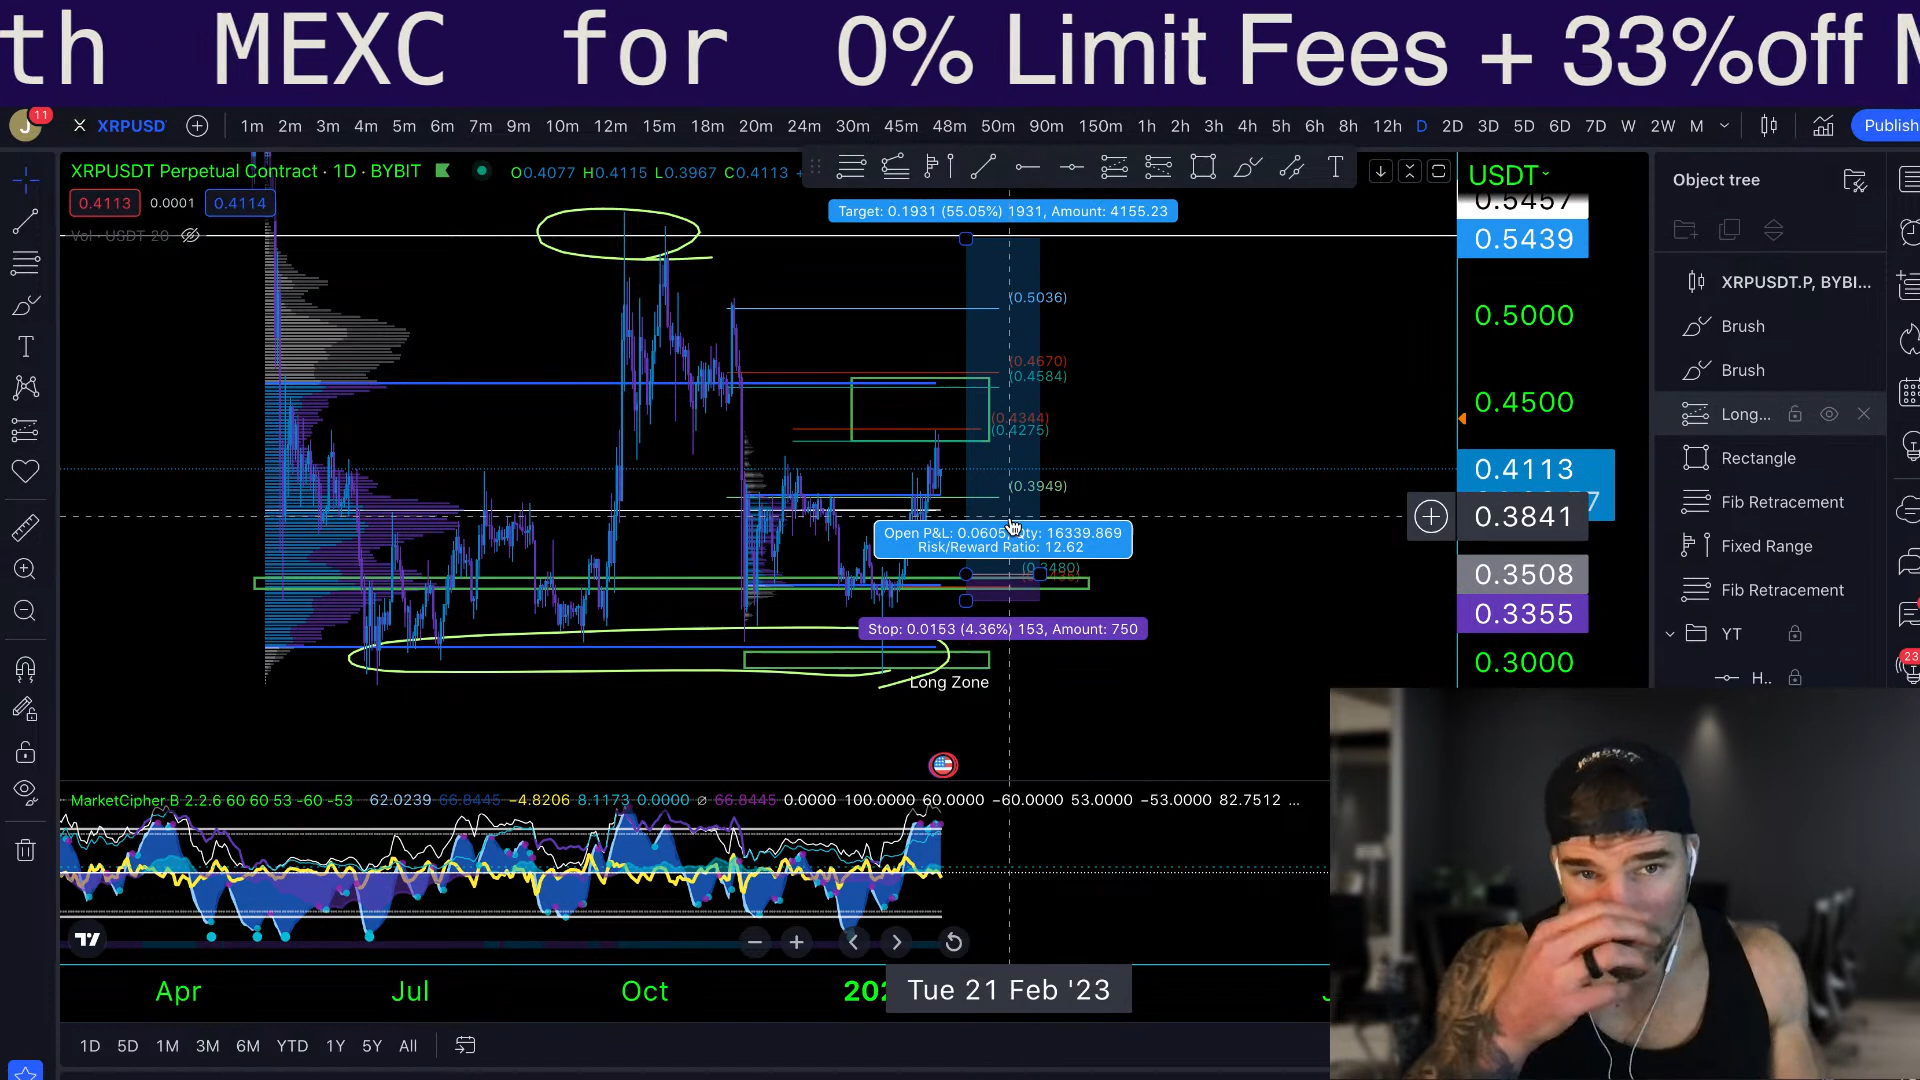 th MEXC for 0% Limit Fees + 33%off M
J 11 XRPUSD 1m 2m 3m 4m 5m 6m 7m 9m 10m 12m 15m 18m 20m 24m 30m 45m 48m 50m 90m 150m 1h 2h 3h 4h 5h 6h 8h 12h D 2D 3D 5D 6D 7D W 2W M Publish
XRPUSDT Perpetual Contract · 1D · BYBIT O0.4077 H0.4115 L0.3967 C0.4113
0.4113 0.0001 0.4114
Vol · USDT 20
Target: 0.1931 (55.05%) 1931, Amount: 4155.23
(0.5036)
(0.4670)
(0.4584)
(0.4344)
(0.4275)
(0.3949)
Open P&L: 0.0605, Qty: 16339.869
Risk/Reward Ratio: 12.62
(0.3480)
Stop: 0.0153 (4.36%) 153, Amount: 750
Long Zone
USDT
0.5457
0.5439
0.5000
0.4500
0.4113
0.3841
0.3508
0.3355
0.3000
Object tree
XRPUSDT.P, BYBI...
Brush
Brush
Long...
Rectangle
Fib Retracement
Fixed Range
Fib Retracement
YT
H..
23
MarketCipher B 2.2.6 60 60 53 -60 -53 62.0239 66.8445 −4.8206 8.1173 0.0000 ∅ 66.8445 0.0000 100.0000 60.0000 −60.0000 53.0000 −53.0000 82.7512 ...
Apr Jul Oct Tue 21 Feb '23
1D 5D 1M 3M 6M YTD 1Y 5Y All